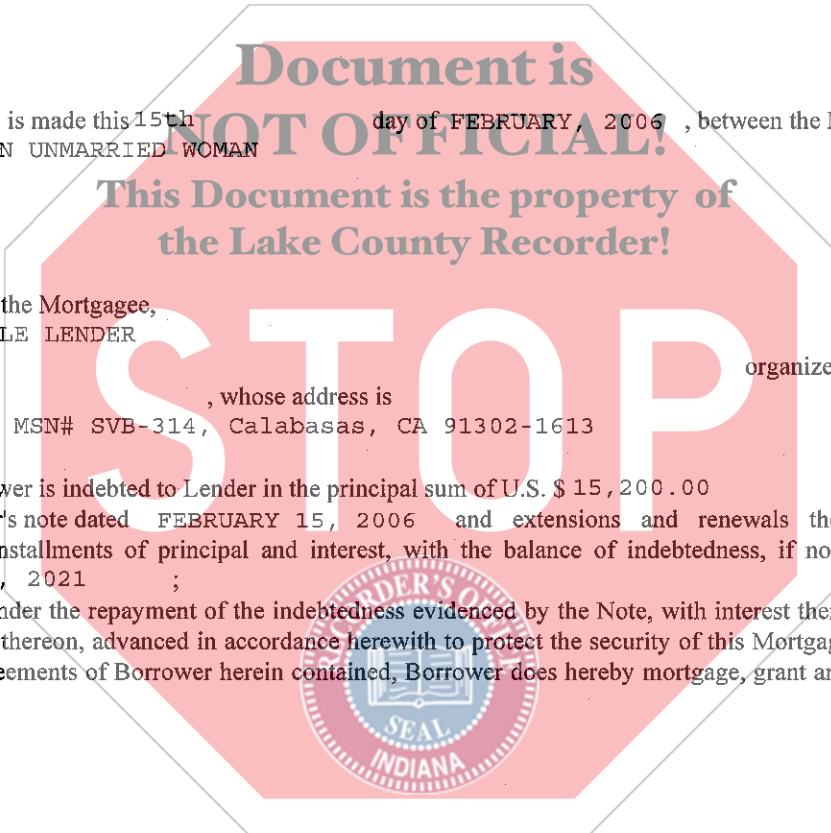 Document is
is made this 15th day of FEBRUARY, 2006 , between the
NOT OFFICIAL!
N UNMARRIED WOMAN
This Document is the property of
the Lake County Recorder!
the Mortgagee,
LE LENDER
STOP
organize
, whose address is
MSN# SVB-314, Calabasas, CA 91302-1613
wer is indebted to Lender in the principal sum of U.S. $ 15,200.00
's note dated FEBRUARY 15, 2006 and extensions and renewals the
nstallments of principal and interest, with the balance of indebtedness, if no
, 2021 ;
nder the repayment of the indebtedness evidenced by the Note, with interest the
thereon, advanced in accordance herewith to protect the security of this Mortgag
eements of Borrower herein contained, Borrower does hereby mortgage, grant an
RECORDER'S OFFICE
SEAL
INDIANA